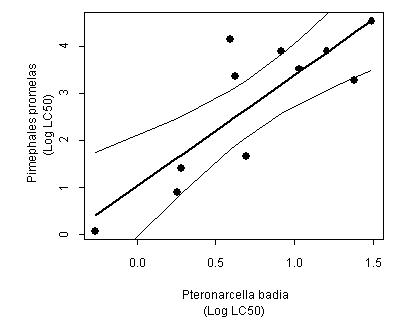 Pimephales promelas
(Log LC50)
4
3
2
1
0
0.0 0.5 1.0 1.5
Pteronarcella badia
(Log LC50)